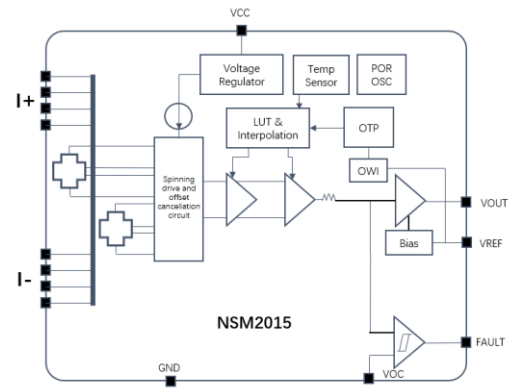 VCC
Voltage
Regulator
Temp
Sensor
POR
OSC
I+
LUT &
Interpolation
OTP
OWI
Spinning
drive and
offset
cancellation
circuit
VOUT
Bias
VREF
I-
NSM2015
FAULT
GND
VOC